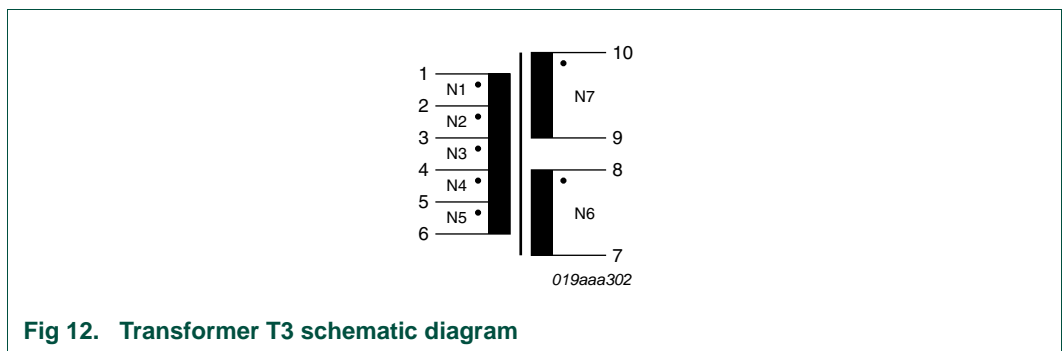 10
1
N1
N7
2
N2
3
9
N3
4
8
N4
5
N6
N5
6
7
019aaa302
Fig 12. Transformer T3 schematic diagram